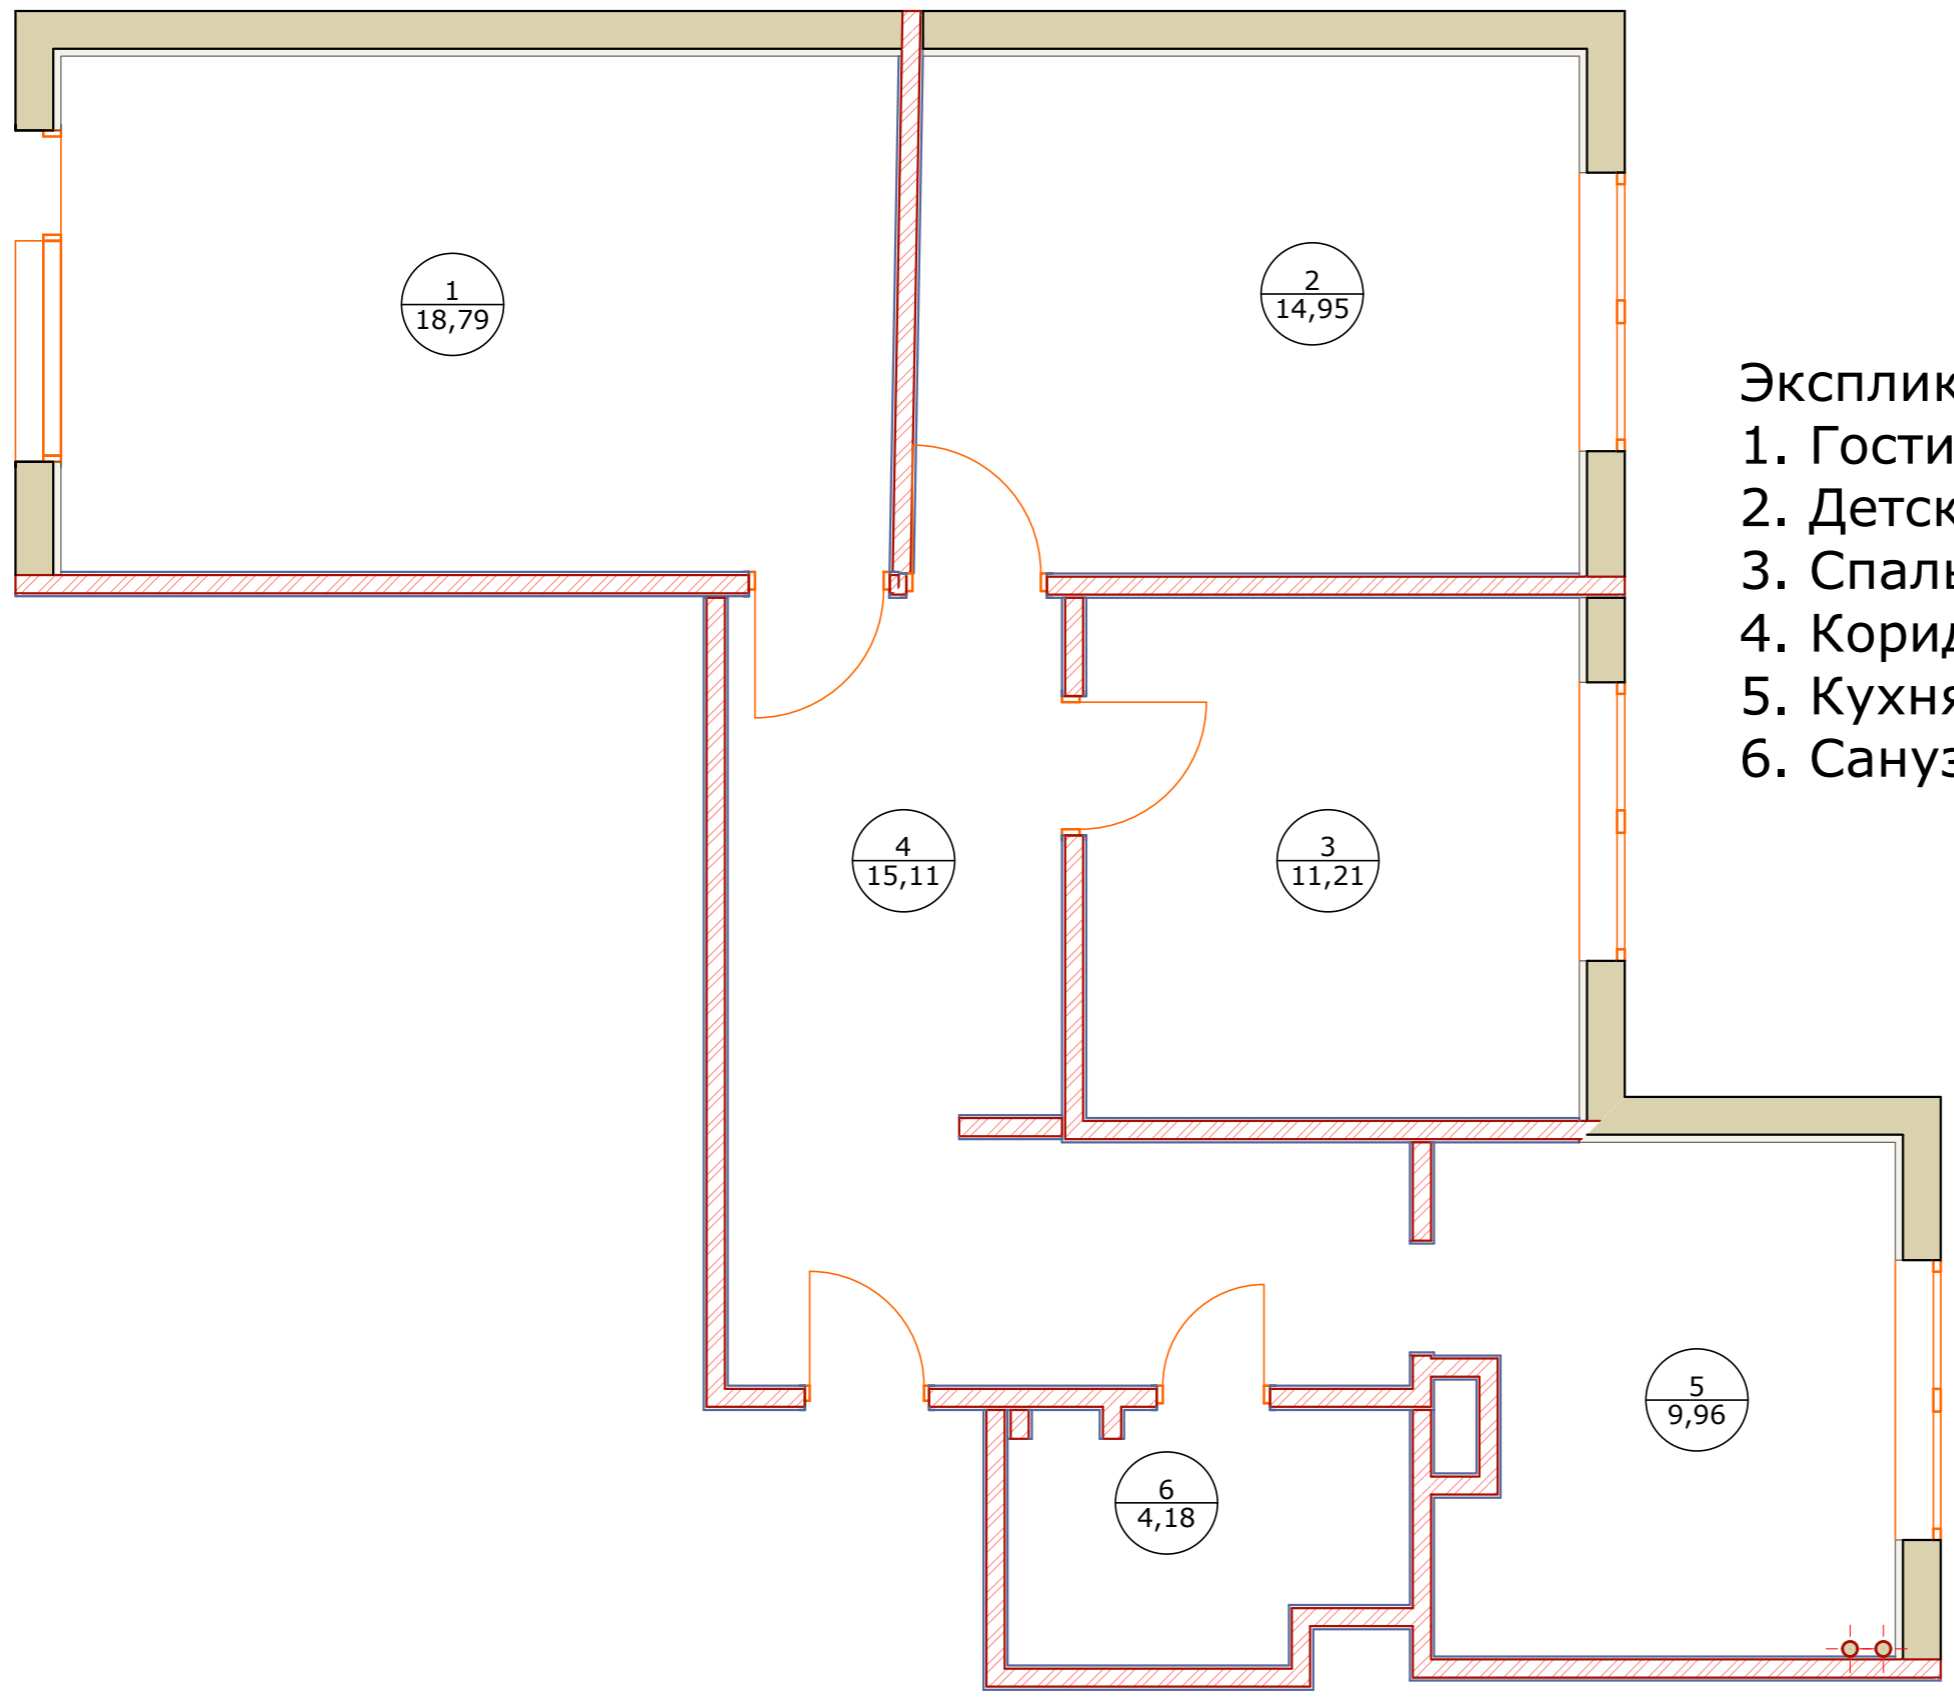 1
18,79
2
14,95
Эксплик
1. Гости
2. Детск
3. Спаль
4. Корид
5. Кухня
6. Сануз
4
15,11
3
11,21
5
9,96
6
4,18